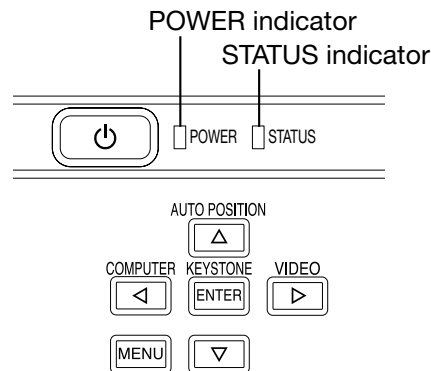 POWER indicator
STATUS indicator
POWER STATUS
AUTO POSITION
COMPUTER KEYSTONE VIDEO
ENTER
MENU